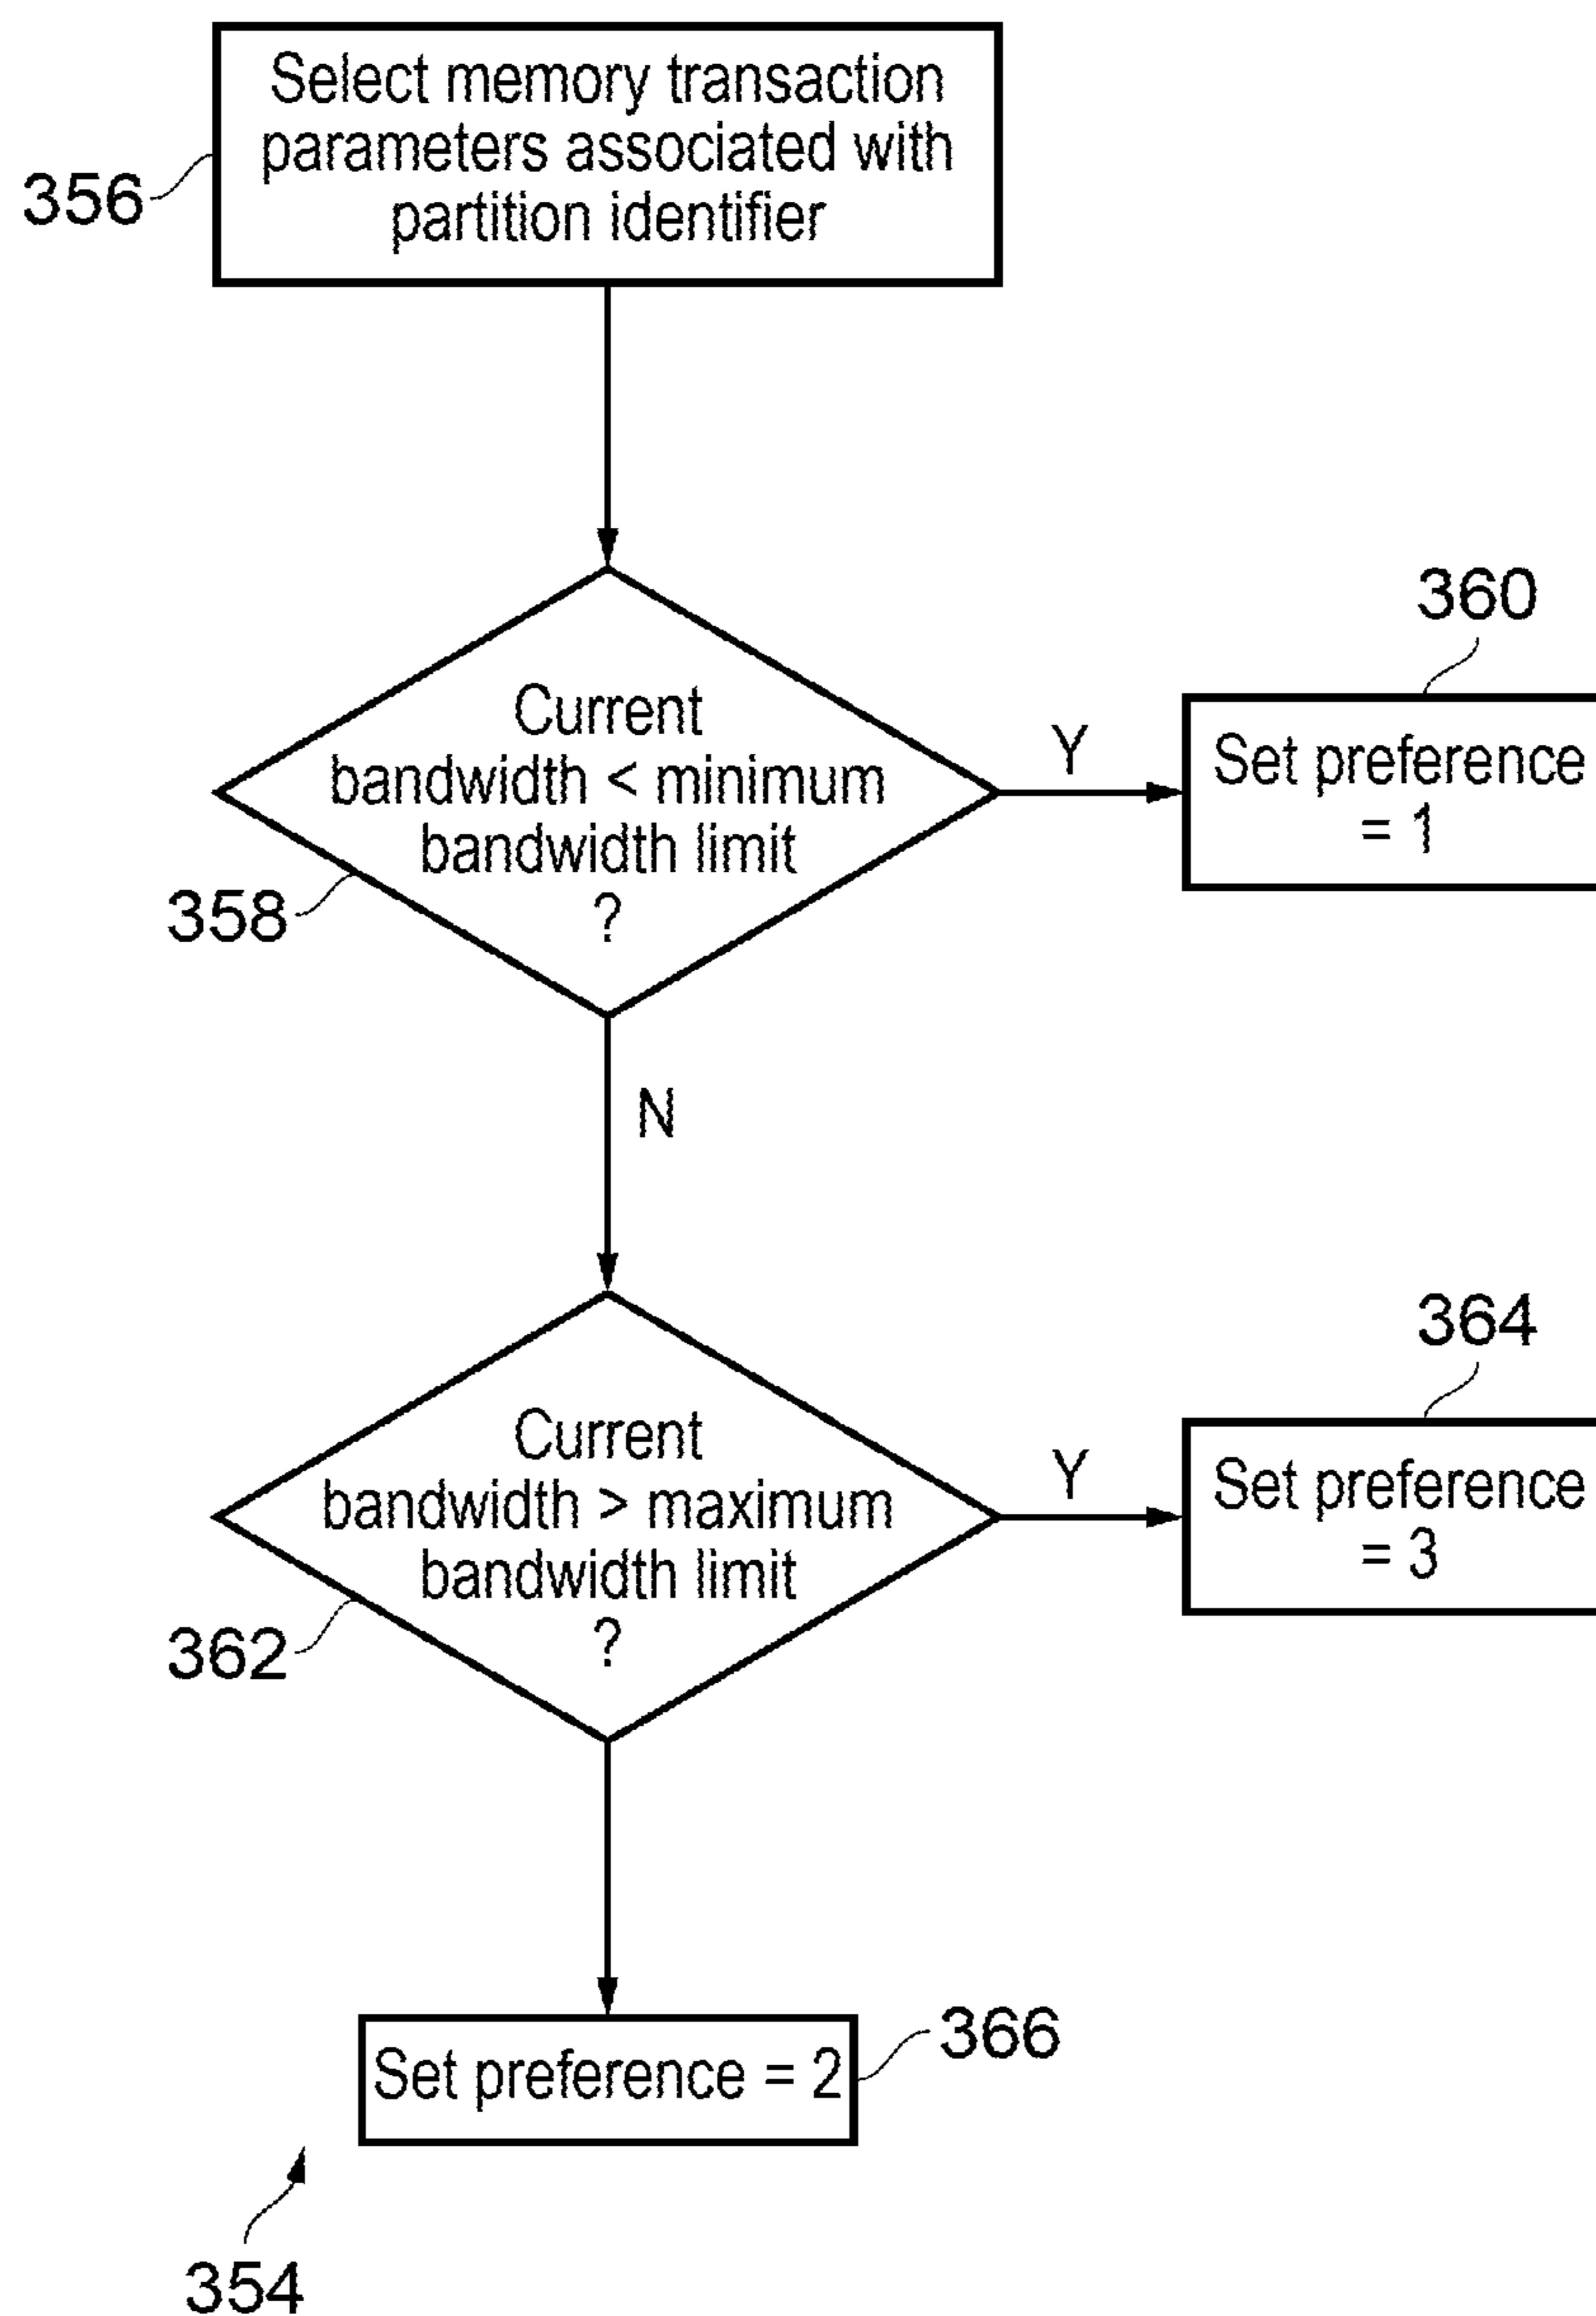 Select memory transaction
parameters associated with
partition identifier
356
Current
bandwidth < minimum
bandwidth limit
?
358
Y
360
Set preference
= 1
N
Current
bandwidth > maximum
bandwidth limit
?
362
Y
364
Set preference
= 3
Set preference = 2
366
354